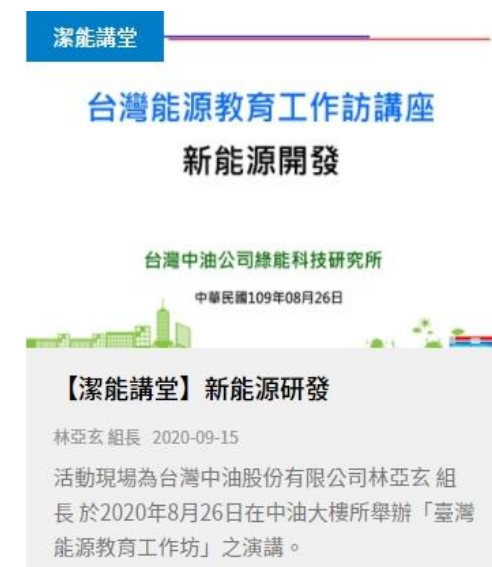 潔能講堂
台灣能源教育工作訪講座
新能源開發
台灣中油公司綠能科技研究所
中華民國109年08月26日
【潔能講堂】新能源研發
林亞玄 組長 2020-09-15
活動現場為台灣中油股份有限公司林亞玄 組
長 於2020年8月26日在中油大樓所舉辦「臺灣
能源教育工作坊」之演講。